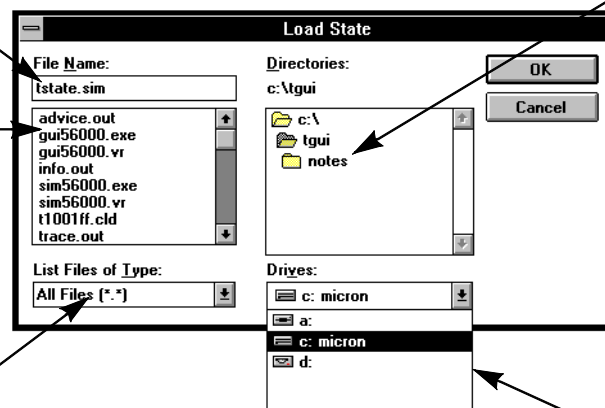 Load State
File Name:
tstate.sim
advice.out
gui56000.exe
gui56000.vr
info.out
sim56000.exe
sim56000.vr
t1001ff.cld
trace.out
List Files of Type:
All Files (*.*)
Directories:
c:\tgui
c:\
tgui
notes
Drives:
c: micron
a:
c: micron
d:
OK
Cancel